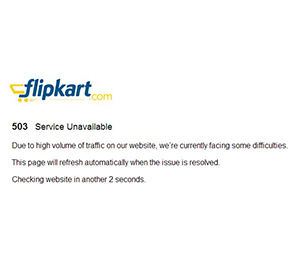 flipkart.com
503 Service Unavailable
Due to high volume of traffic on our website, we're currently facing some difficulties.
This page will refresh automatically when the issue is resolved.
Checking website in another 2 seconds.